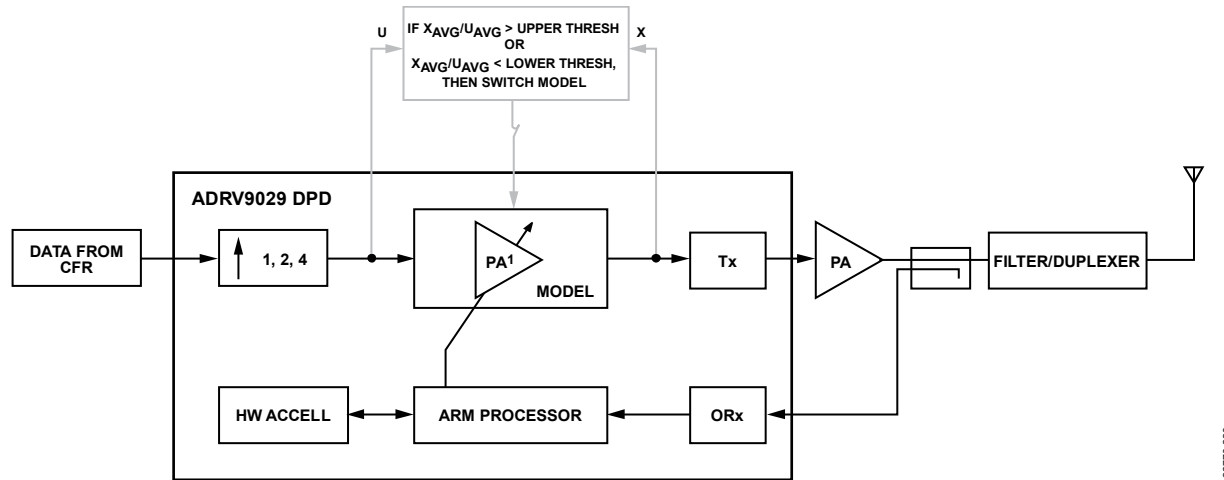 U
IF XAVG/UAVG > UPPER THRESH
OR
XAVG/UAVG < LOWER THRESH,
THEN SWITCH MODEL
X
ADRV9029 DPD
DATA FROM
CFR
1, 2, 4
PA1
MODEL
Tx
PA
FILTER/DUPLEXER
HW ACCELL
ARM PROCESSOR
ORx